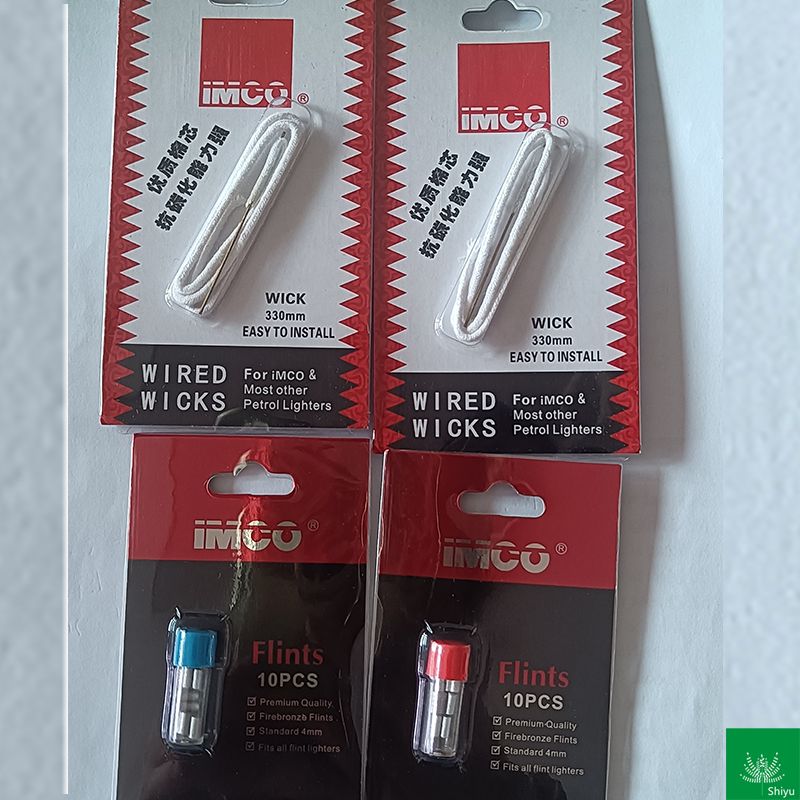 iMCO®
优质棉芯
抗碳化能力强
WICK
330mm
EASY TO INSTALL
WIRED
WICKS
For iMCO &
Most other
Petrol Lighters
iMCO®
优质棉芯
抗碳化能力强
WICK
330mm
EASY TO INSTALL
WIRED
WICKS
For iMCO &
Most other
Petrol Lighters
iMCO®
Flints
10PCS
Premium Quality
Firebronze Flints
Standard 4mm
Fits all flint lighters
iMCO®
Flints
10PCS
Premium Quality
Firebronze Flints
Standard 4mm
Fits all flint lighters
Shiyu